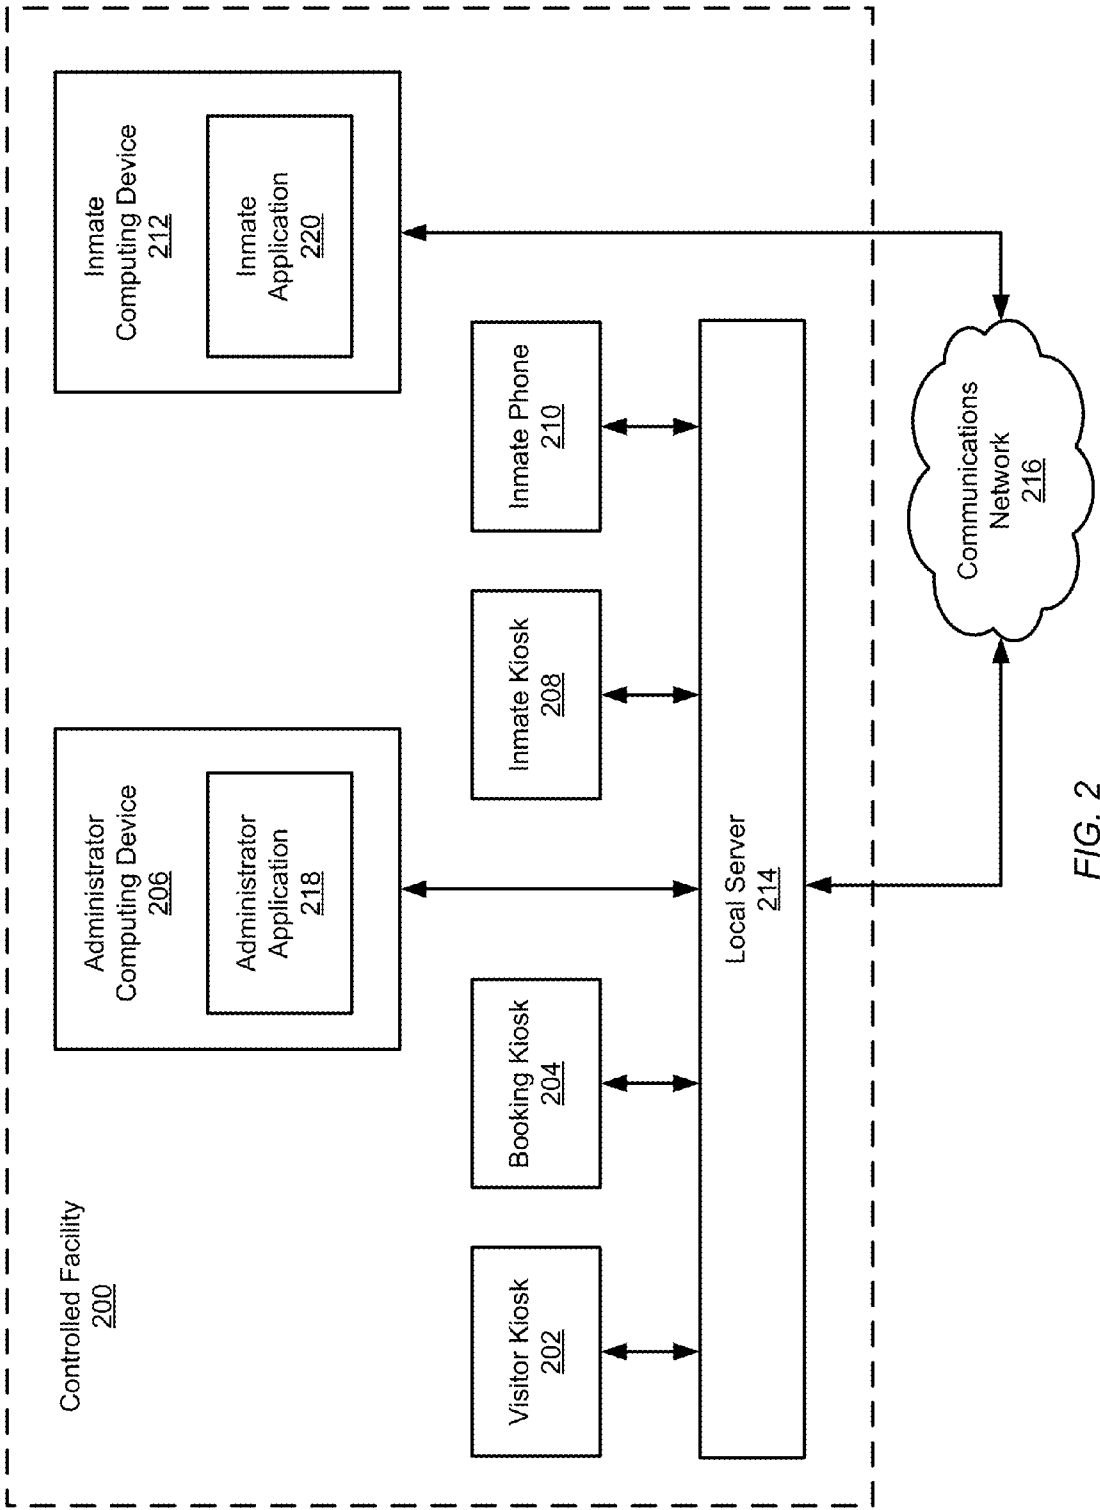 Controlled Facility
200
Administrator
Computing Device
206
Administrator
Application
218
Inmate
Computing Device
212
Inmate
Application
220
Visitor Kiosk
202
Booking Kiosk
204
Inmate Kiosk
208
Inmate Phone
210
Local Server
214
Communications
Network
216
FIG. 2